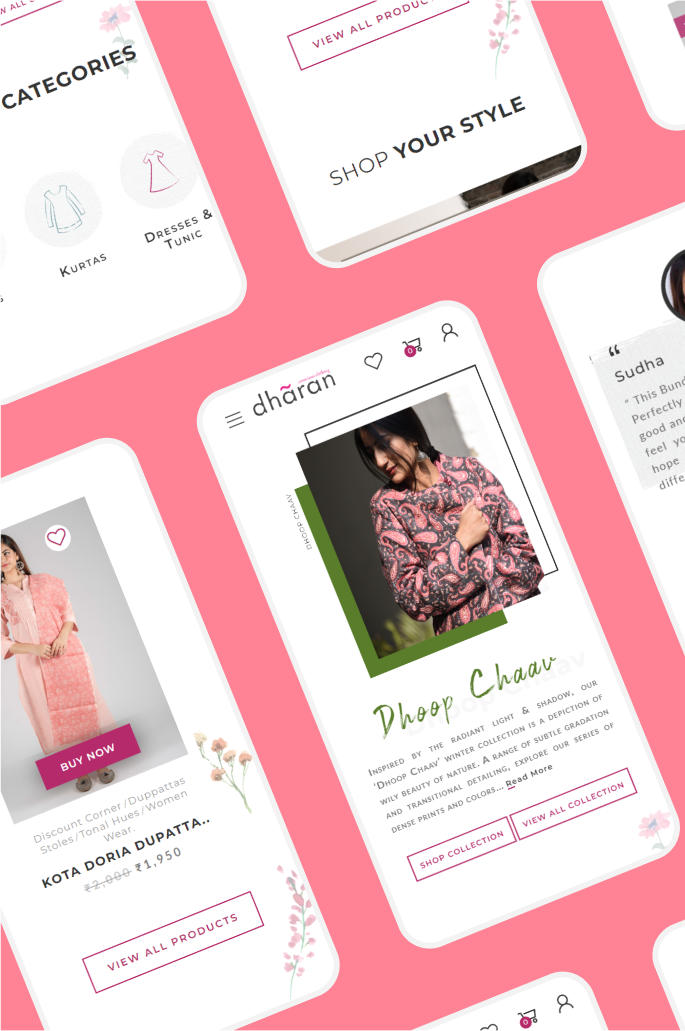 VIEW ALL
CATEGORIES
KURTAS
DRESSES &
TUNIC
VIEW ALL PRODUCTS
SHOP YOUR STYLE
dhāran
0
DHOOP CHAAV
Dhoop Chaav
INSPIRED BY THE RADIANT LIGHT & SHADOW, OUR
'DHOOP CHAAV' WINTER COLLECTION IS A DEPICTION OF
WILY BEAUTY OF NATURE. A RANGE OF SUBTLE GRADATION
AND TRANSITIONAL DETAILING, EXPLORE OUR SERIES OF
DENSE PRINTS AND COLORS... Read More
SHOP COLLECTION
VIEW ALL COLLECTION
“
Sudha
“ This Bund
Perfectly
good and
feel yo
hope
diffe
BUY NOW
Discount Corner/Duppattas
Stoles/Tonal Hues/Women
Wear.
KOTA DORIA DUPATTA..
₹2,000 ₹1,950
VIEW ALL PRODUCTS
0